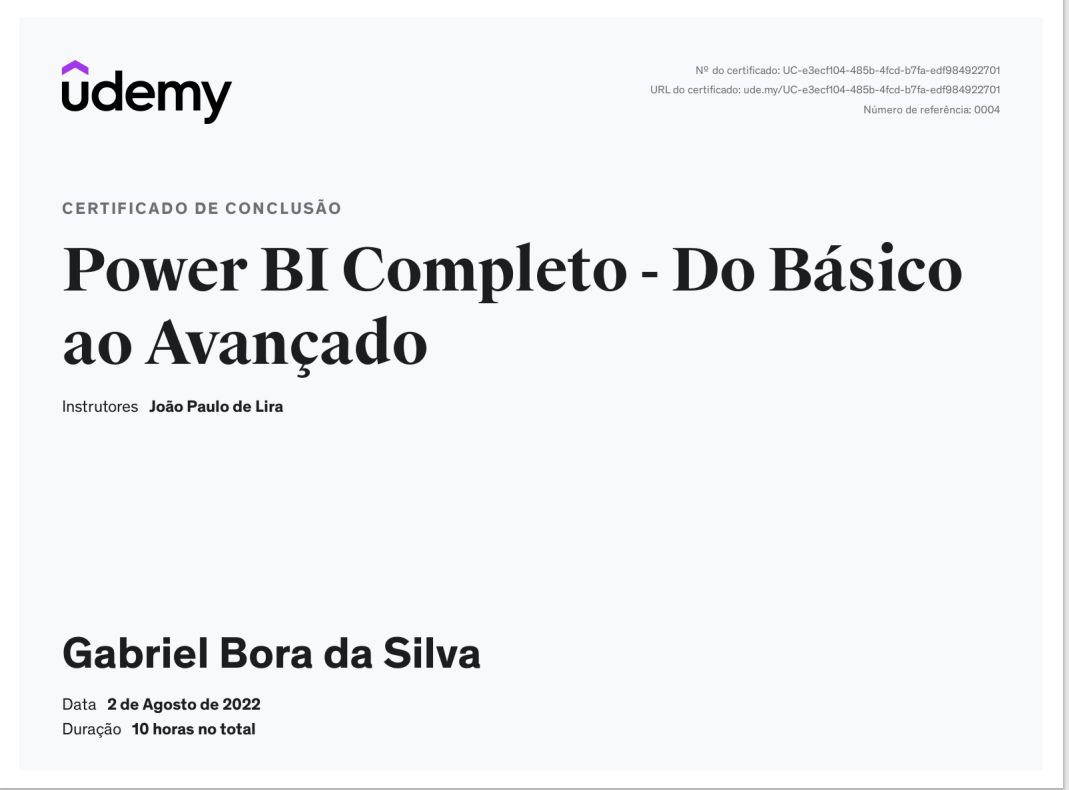 udemy
Nº do certificado: UC-e3ecf104-485b-4fcd-b7fa-edf984922701
URL do certificado: ude.my/UC-e3ecf104-485b-4fcd-b7fa-edf984922701
Número de referência: 0004
CERTIFICADO DE CONCLUSÃO
Power BI Completo - Do Básico
ao Avançado
Instrutores João Paulo de Lira
Gabriel Bora da Silva
Data 2 de Agosto de 2022
Duração 10 horas no total